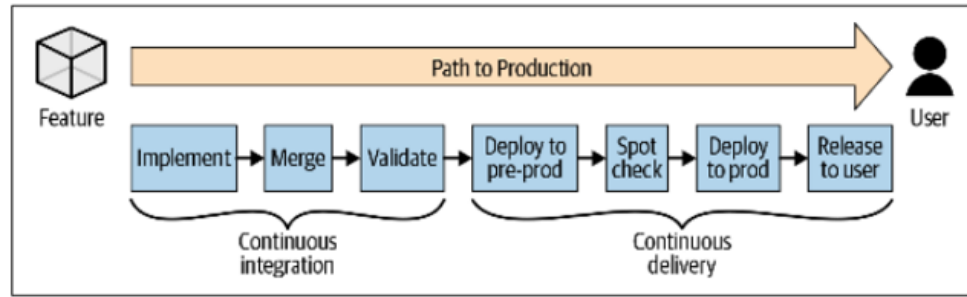 Path to Production
Feature
User
Implement
Merge
Validate
Deploy to
pre-prod
Spot
check
Deploy
to prod
Release
to user
Continuous
integration
Continuous
delivery